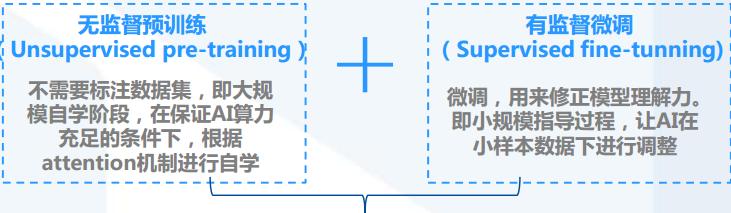 无监督预训练
（Unsupervised pre-training）
不需要标注数据集，即大规
模自学阶段，在保证AI算力
充足的条件下，根据
attention机制进行自学
有监督微调
（Supervised fine-tunning)
微调，用来修正模型理解力。
即小规模指导过程，让AI在
小样本数据下进行调整